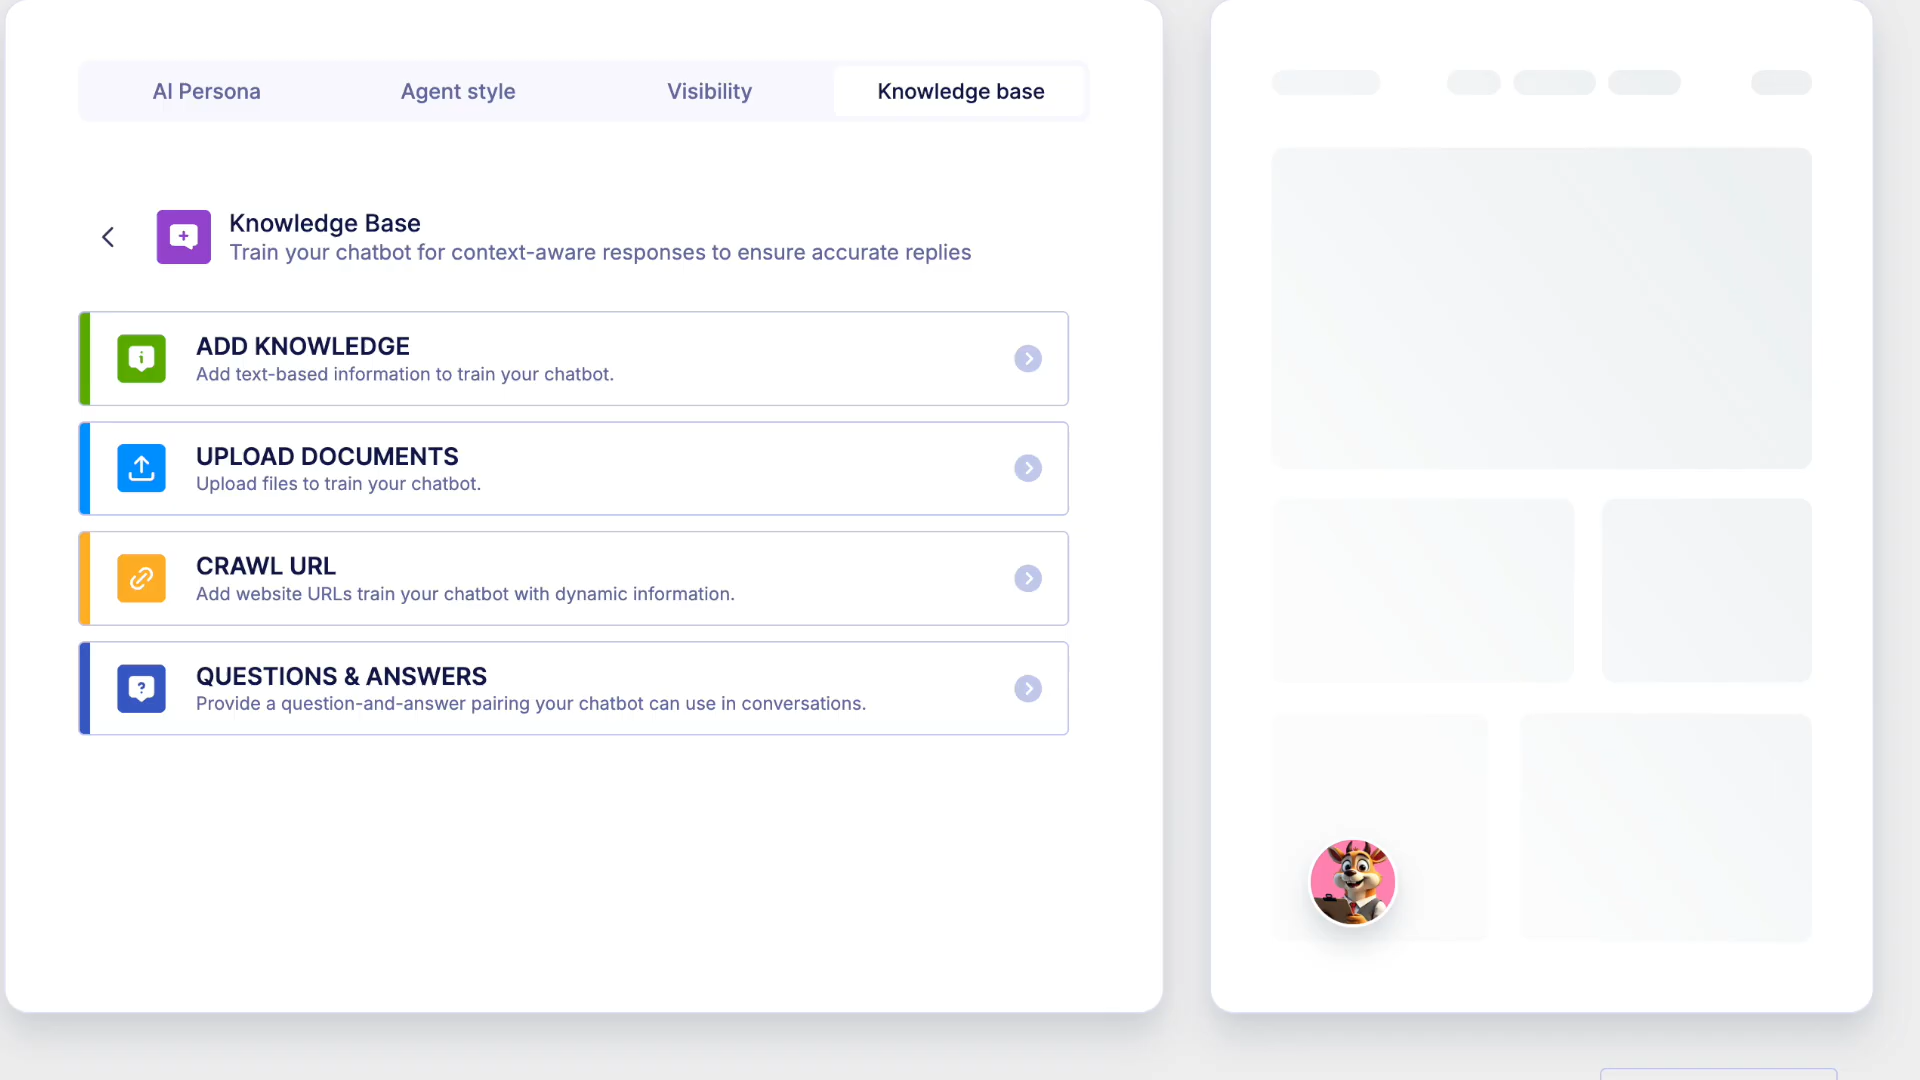 AI Persona
Agent style
Visibility
Knowledge base
Knowledge Base
Train your chatbot for context-aware responses to ensure accurate replies
ADD KNOWLEDGE
Add text-based information to train your chatbot.
UPLOAD DOCUMENTS
Upload files to train your chatbot.
CRAWL URL
Add website URLs train your chatbot with dynamic information.
QUESTIONS & ANSWERS
Provide a question-and-answer pairing your chatbot can use in conversations.